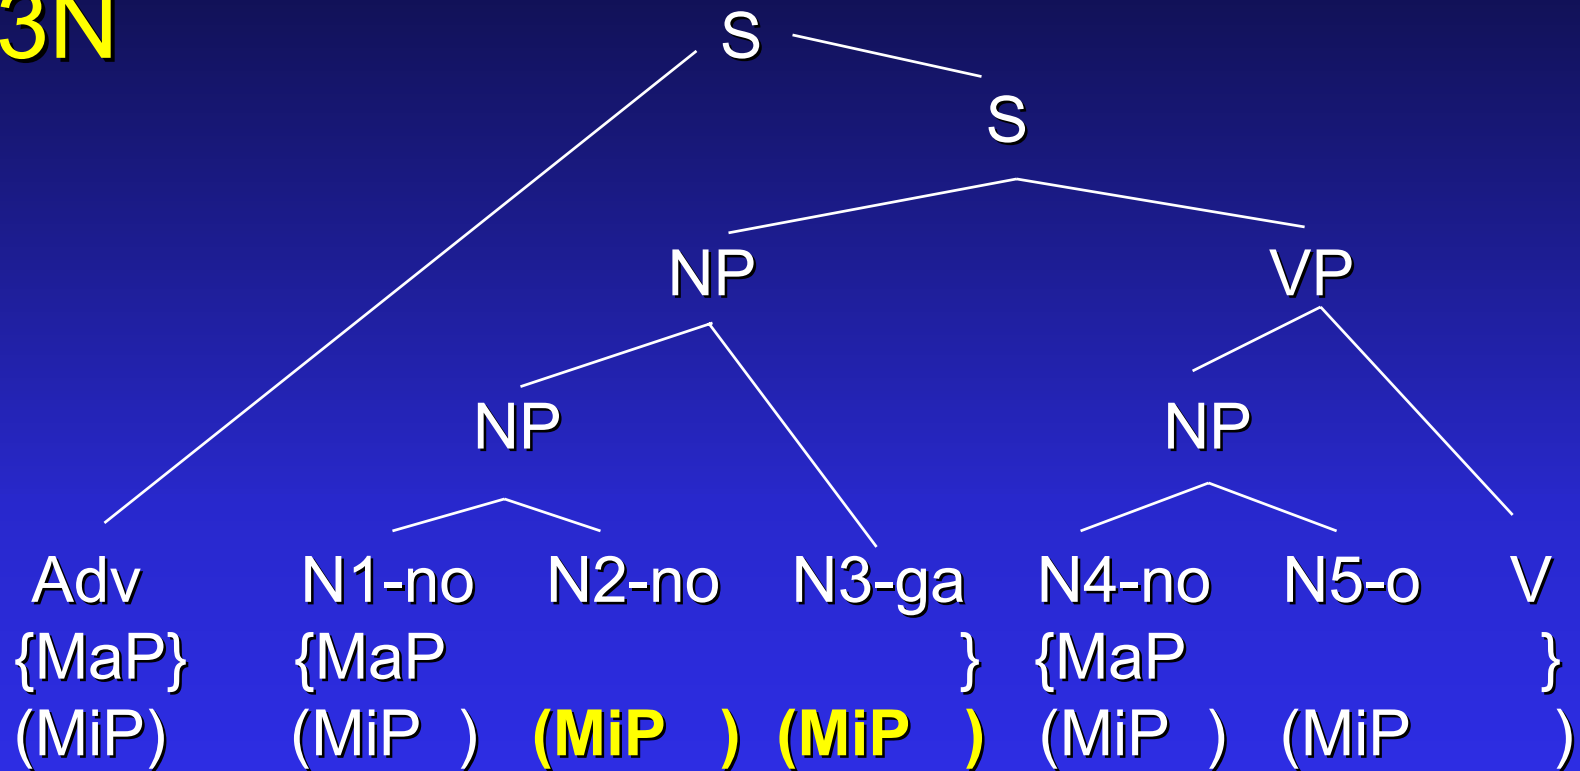 3N
S
S
NP VP
NP NP
Adv N1-no N2-no N3-ga N4-no N5-o V
{MaP} {MaP } {MaP }
(MiP) (MiP ) (MiP ) (MiP ) (MiP ) (MiP )